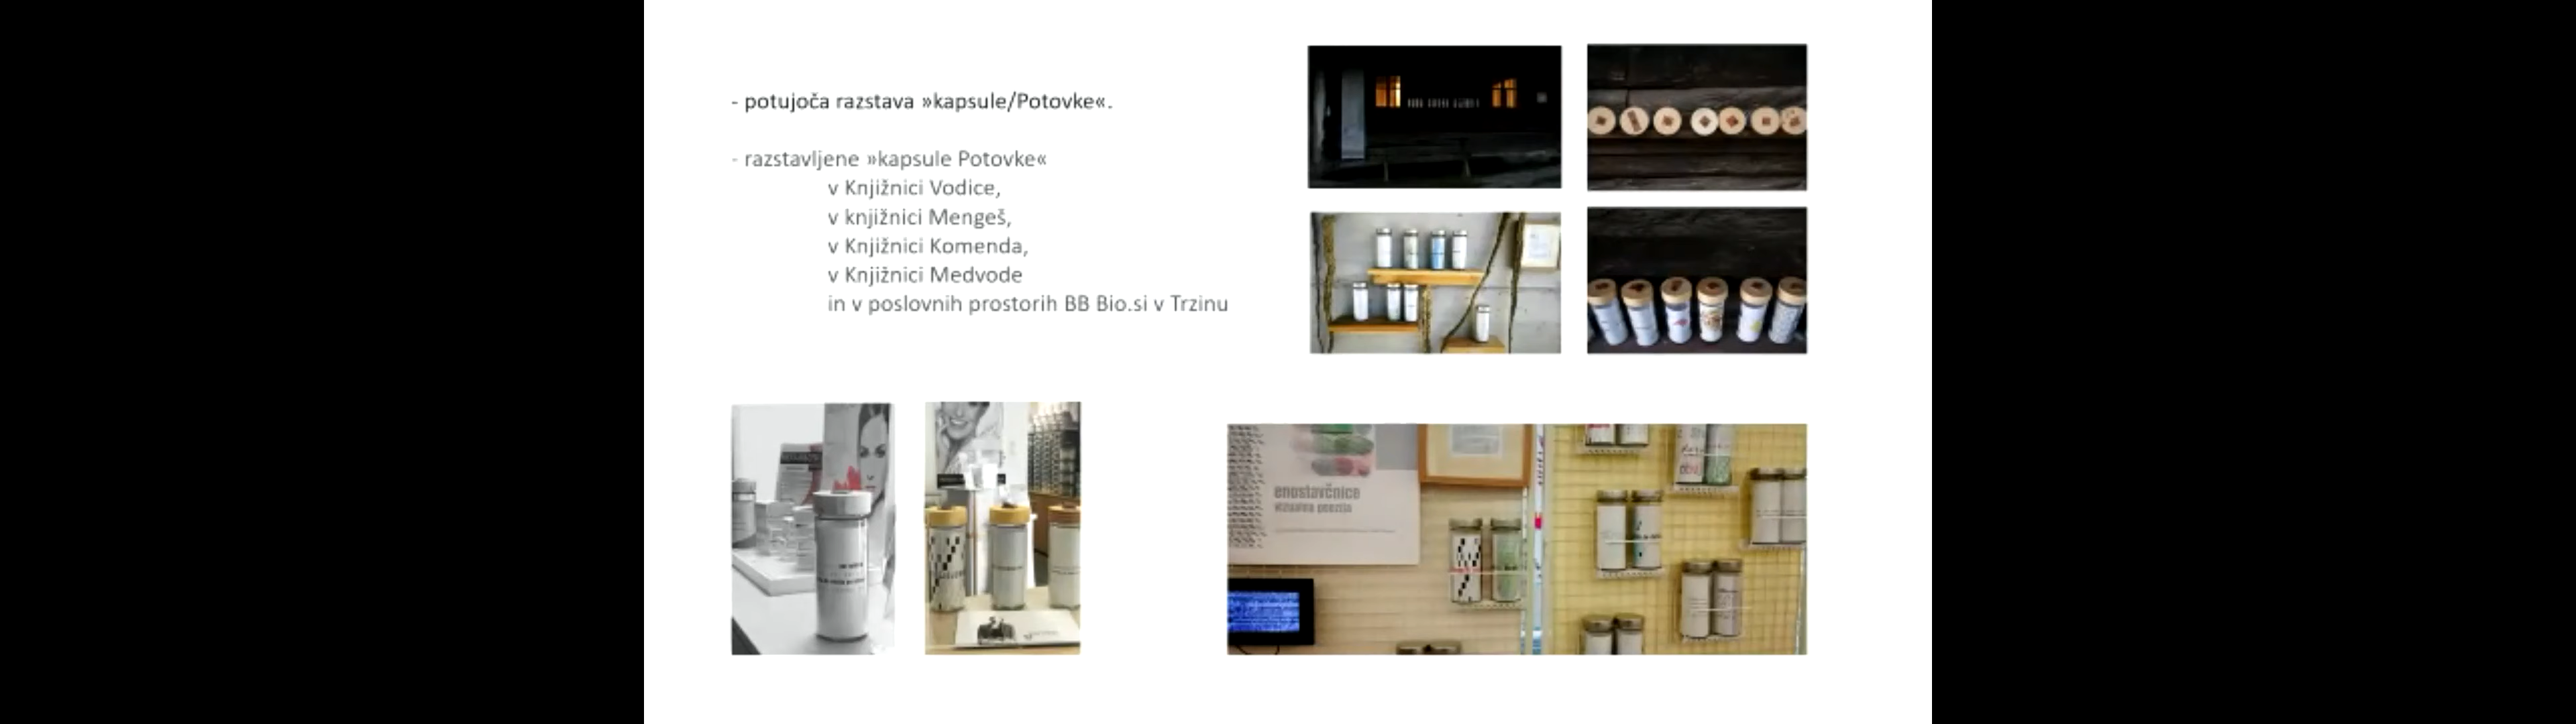 - potujoča razstava »kapsule/Potovke«.
- razstavljene »kapsule Potovke«
v Knjižnici Vodice,
v knjižnici Mengeš,
v Knjižnici Komenda,
v Knjižnici Medvode
in v poslovnih prostorih BB Bio.si v Trzinu
enostavčnice
vizualna poezija